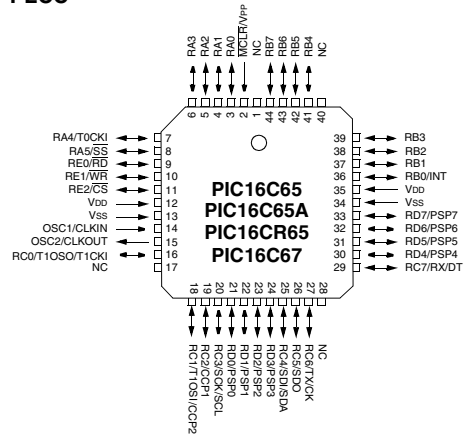 RA3
RA2
RA1
RA0
MCLR/VPP
NC
RB7
RB6
RB5
RB4
NC
6
5
4
3
2
1
44
43
42
41
40
RA4/T0CKI 7
RA5/SS 8
RE0/RD 9
RE1/WR 10
RE2/CS 11
VDD 12
VSS 13
OSC1/CLKIN 14
OSC2/CLKOUT 15
RC0/T1OSO/T1CKI 16
NC 17
PIC16C65
PIC16C65A
PIC16CR65
PIC16C67
39 RB3
38 RB2
37 RB1
36 RB0/INT
35 VDD
34 VSS
33 RD7/PSP7
32 RD6/PSP6
31 RD5/PSP5
30 RD4/PSP4
29 RC7/RX/DT
18
19
20
21
22
23
24
25
26
27
28
RC1/T1OSI/CCP2
RC2/CCP1
RC3/SCK/SCL
RD0/PSP0
RD1/PSP1
RD2/PSP2
RD3/PSP3
RC4/SDI/SDA
RC5/SDO
RC6/TX/CK
NC